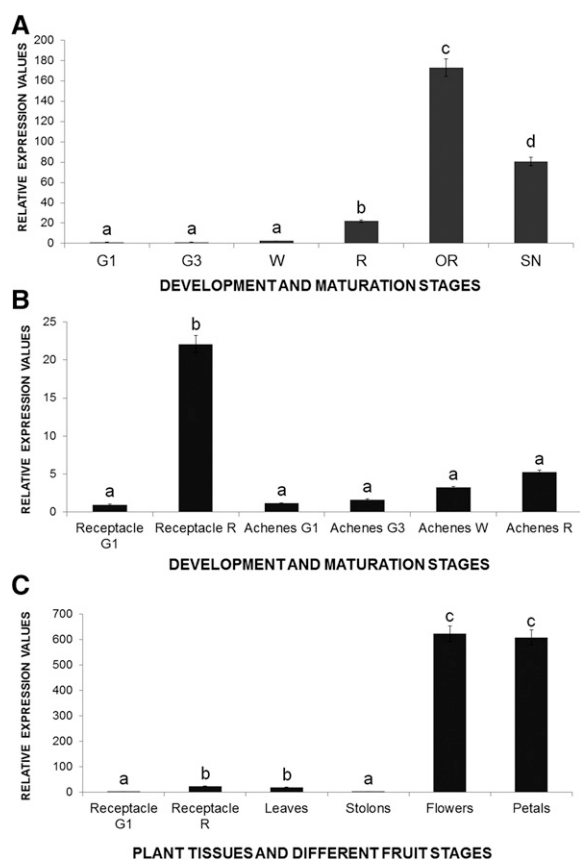 A
RELATIVE EXPRESSION VALUES
200
180
160
140
120
100
80
60
40
20
0
a
a
a
b
c
d
G1 G3 W R OR SN
DEVELOPMENT AND MATURATION STAGES
B
RELATIVE EXPRESSION VALUES
25
20
15
10
5
0
a
b
a
a
a
a
Receptacle G1 Receptacle R Achenes G1 Achenes G3 Achenes W Achenes R
DEVELOPMENT AND MATURATION STAGES
C
RELATIVE EXPRESSION VALUES
700
600
500
400
300
200
100
0
a
b
b
a
c
c
Receptacle G1 Receptacle R Leaves Stolons Flowers Petals
PLANT TISSUES AND DIFFERENT FRUIT STAGES